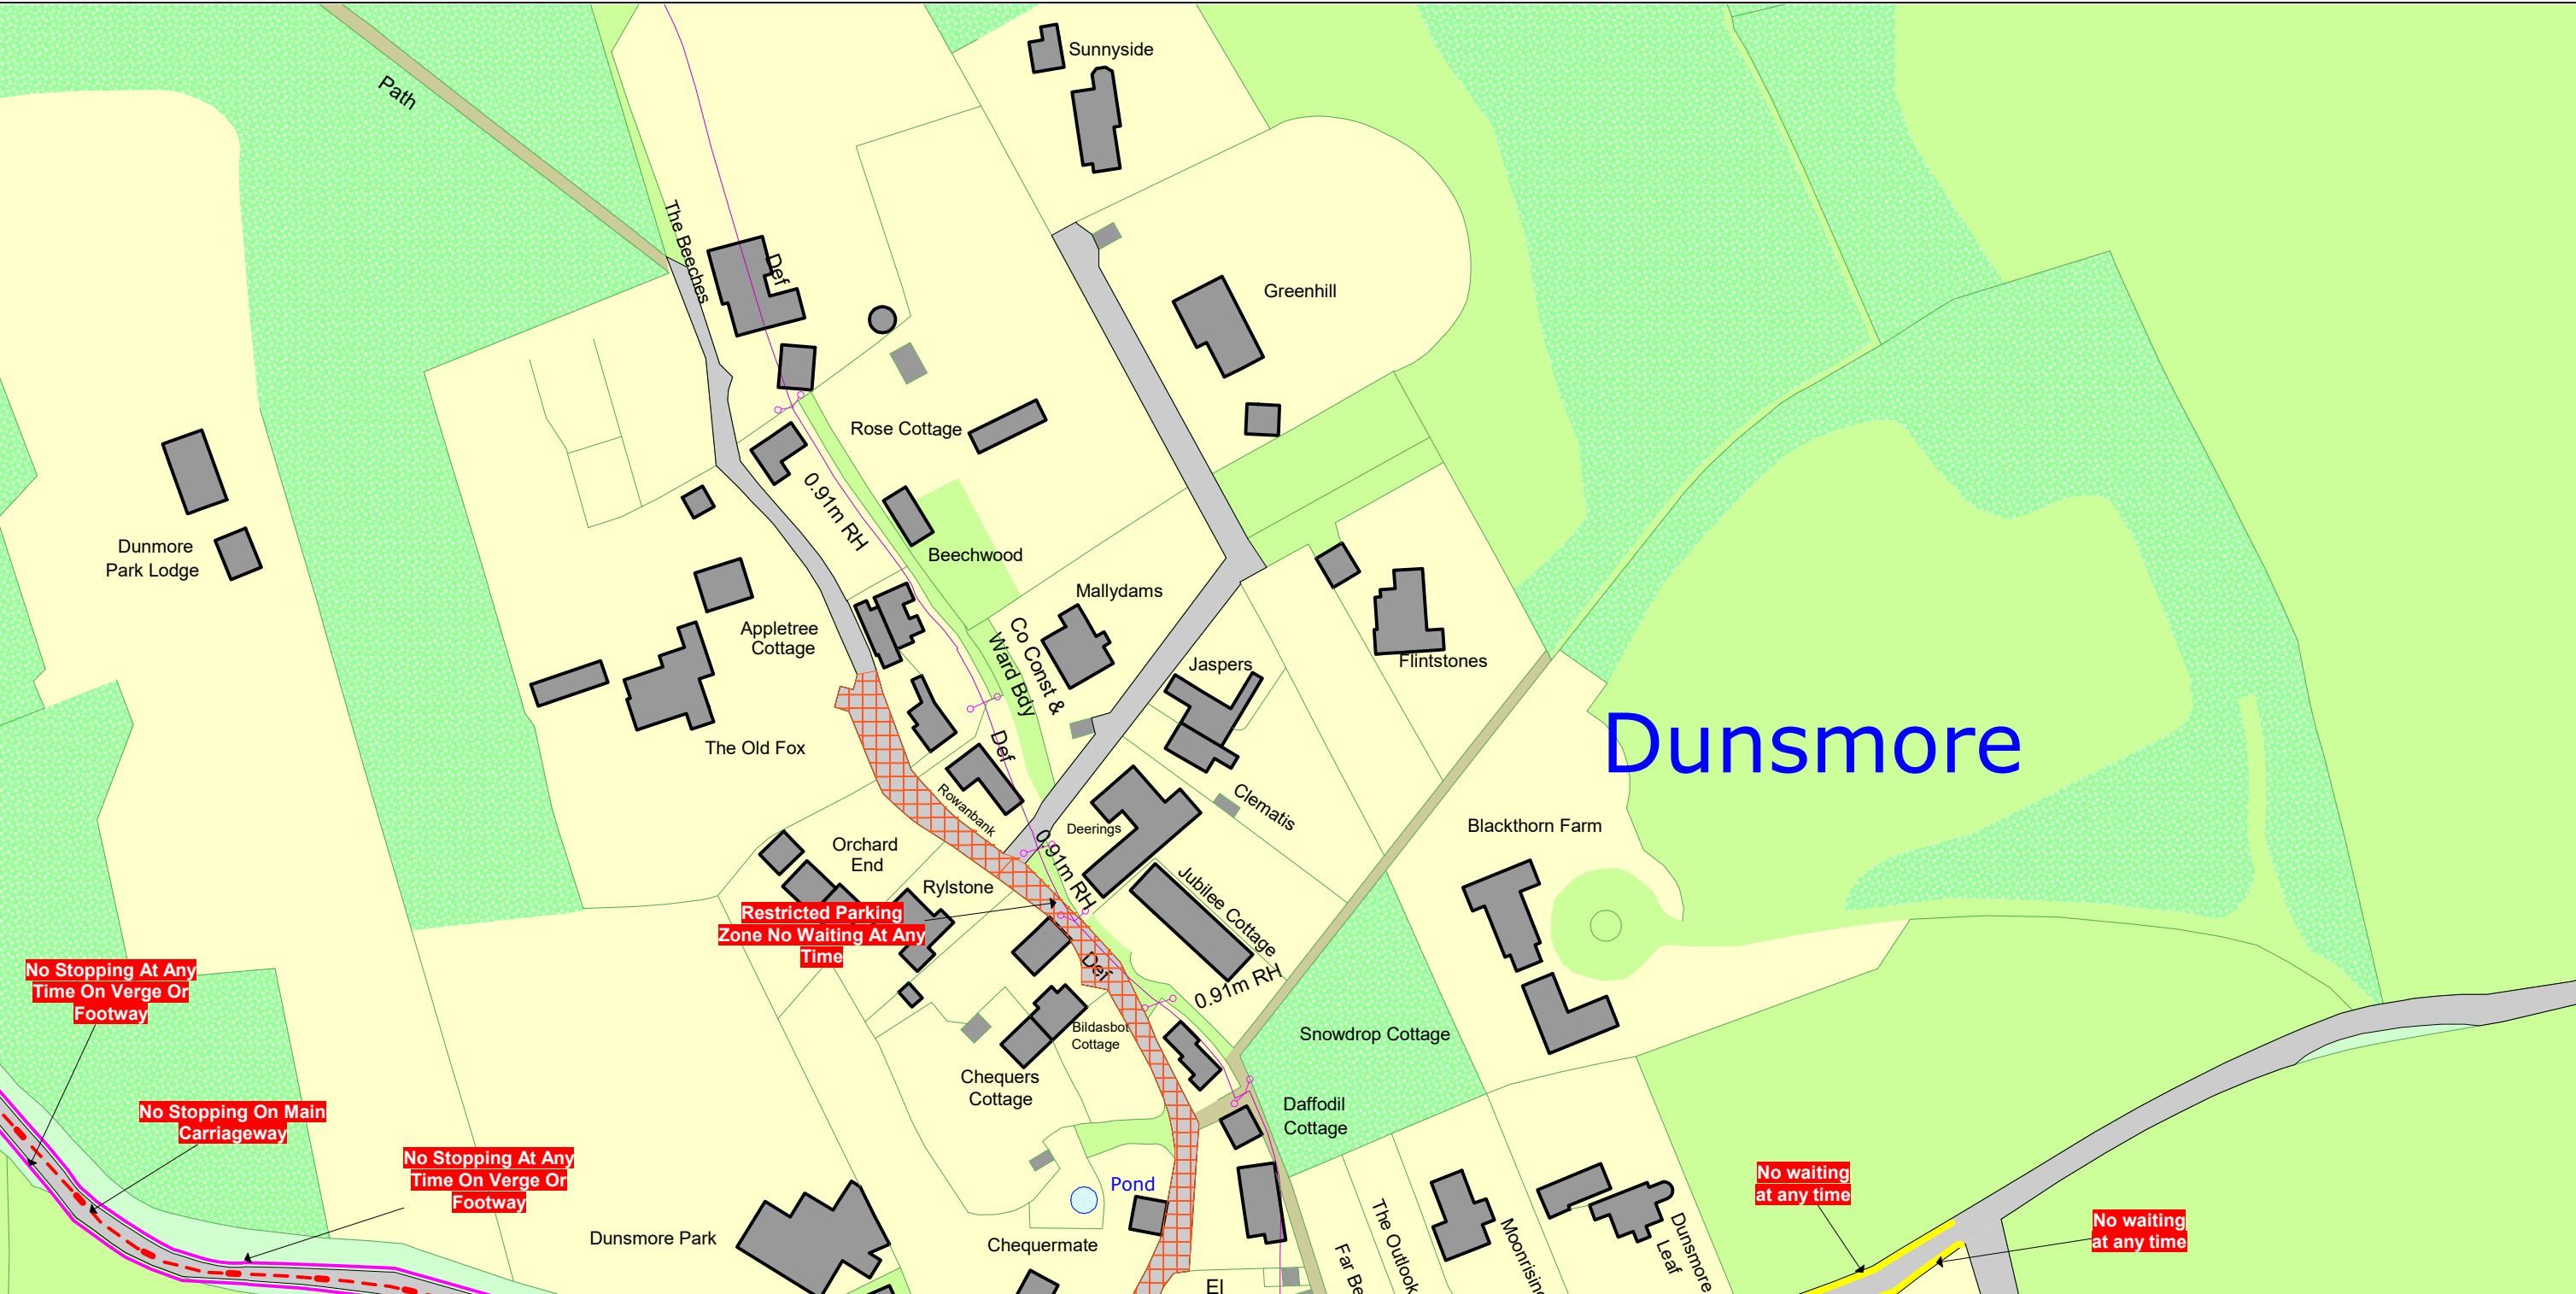 Sunnyside
Path
The Beeches
Def
Greenhill
Rose Cottage
0.91m RH
Beechwood
Dunmore
Park Lodge
Mallydams
Appletree
Cottage
Co Const &
Ward Bdy
Jaspers
Flintstones
The Old Fox
Def
Dunsmore
Rowanbank
Clematis
Deerings
Blackthorn Farm
Orchard
End
0.91m RH
Rylstone
Jubilee Cottage
Restricted Parking
Zone No Waiting At Any
Time
Def
No Stopping At Any
Time On Verge Or
Footway
0.91m RH
Bildasbot
Cottage
Snowdrop Cottage
Chequers
Cottage
Daffodil
Cottage
No Stopping On Main
Carriageway
No Stopping At Any
Time On Verge Or
Footway
Pond
No waiting
at any time
No waiting
at any time
Dunsmore Park
Chequermate
The Outlook
Moonrising
Dunsmore
Leaf
Far Be
El